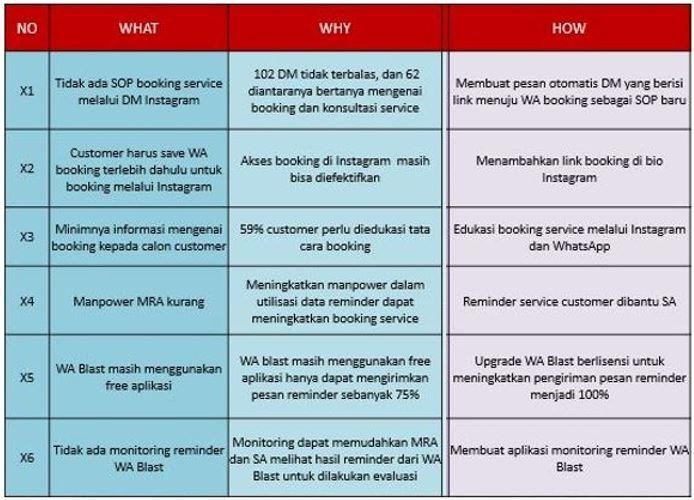 NO WHAT WHY HOW
X1
Tidak ada SOP booking service
melalui DM Instagram
102 DM tidak terbalas, dan 62
diantaranya bertanya mengenai
booking dan konsultasi service
Membuat pesan otomatis DM yang berisi
link menuju WA booking sebagai SOP baru
X2
Customer harus save WA
booking terlebih dahulu untuk
booking melalui Instagram
Akses booking di Instagram masih
bisa diefektifkan
Menambahkan link booking di bio
Instagram
X3
Minimnya informasi mengenai
booking kepada calon customer
59% customer perlu diedukasi tata
cara booking
Edukasi booking service melalui Instagram
dan WhatsApp
X4
Manpower MRA kurang
Meningkatkan manpower dalam
utilisasi data reminder dapat
meningkatkan booking service
Reminder service customer dibantu SA
X5
WA Blast masih menggunakan
free aplikasi
WA blast masih menggunakan free
aplikasi hanya dapat mengirimkan
pesan reminder sebanyak 75%
Upgrade WA Blast berlisensi untuk
meningkatkan pengiriman pesan reminder
menjadi 100%
X6
Tidak ada monitoring reminder
WA Blast
Monitoring dapat memudahkan MRA
dan SA melihat hasil reminder dari WA
Blast untuk dilakukan evaluasi
Membuat aplikasi monitoring reminder WA
Blast